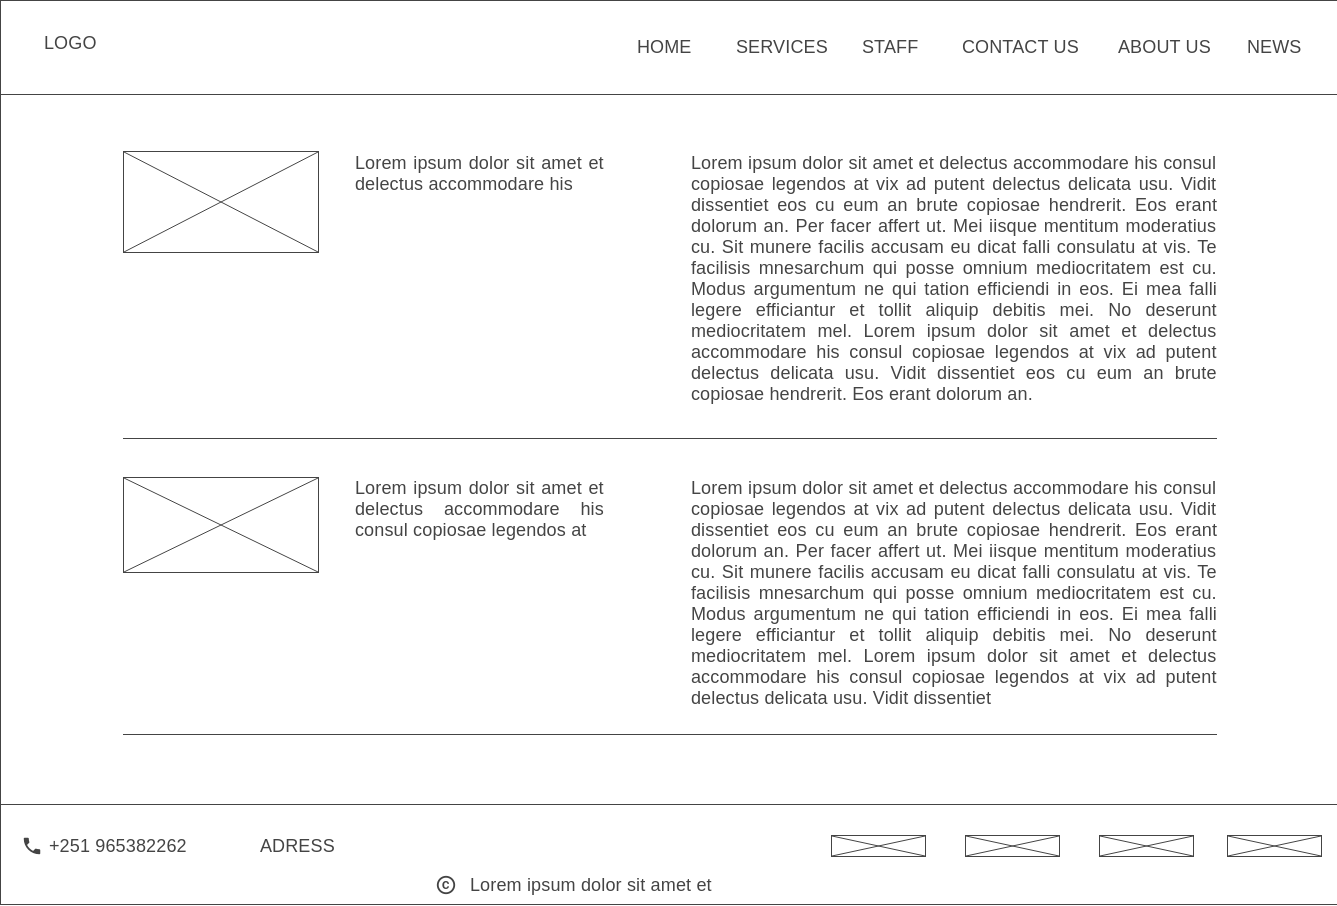 LOGO
HOME SERVICES STAFF CONTACT US ABOUT US NEWS
Lorem ipsum dolor sit amet et
delectus accommodare his
Lorem ipsum dolor sit amet et delectus accommodare his consul
copiosae legendos at vix ad putent delectus delicata usu. Vidit
dissentiet eos cu eum an brute copiosae hendrerit. Eos erant
dolorum an. Per facer affert ut. Mei iisque mentitum moderatius
cu. Sit munere facilis accusam eu dicat falli consulatu at vis. Te
facilisis mnesarchum qui posse omnium mediocritatem est cu.
Modus argumentum ne qui tation efficiendi in eos. Ei mea falli
legere efficiantur et tollit aliquip debitis mei. No deserunt
mediocritatem mel. Lorem ipsum dolor sit amet et delectus
accommodare his consul copiosae legendos at vix ad putent
delectus delicata usu. Vidit dissentiet eos cu eum an brute
copiosae hendrerit. Eos erant dolorum an.
Lorem ipsum dolor sit amet et
delectus accommodare his
consul copiosae legendos at
Lorem ipsum dolor sit amet et delectus accommodare his consul
copiosae legendos at vix ad putent delectus delicata usu. Vidit
dissentiet eos cu eum an brute copiosae hendrerit. Eos erant
dolorum an. Per facer affert ut. Mei iisque mentitum moderatius
cu. Sit munere facilis accusam eu dicat falli consulatu at vis. Te
facilisis mnesarchum qui posse omnium mediocritatem est cu.
Modus argumentum ne qui tation efficiendi in eos. Ei mea falli
legere efficiantur et tollit aliquip debitis mei. No deserunt
mediocritatem mel. Lorem ipsum dolor sit amet et delectus
accommodare his consul copiosae legendos at vix ad putent
delectus delicata usu. Vidit dissentiet
+251 965382262 ADRESS
© Lorem ipsum dolor sit amet et